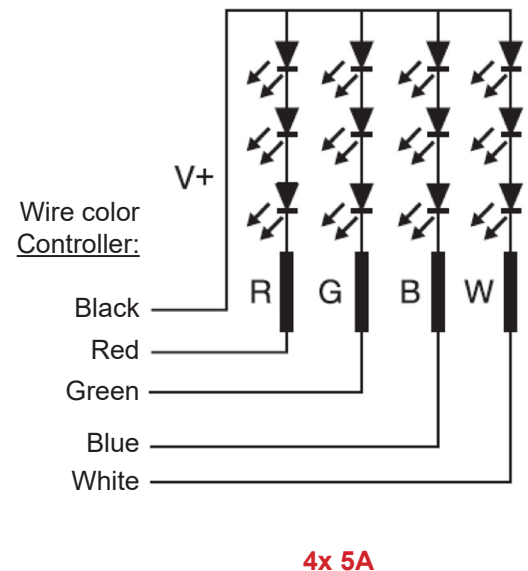 V+
Wire color
Controller:
R G B W
Black
Red
Green
Blue
White
4x 5A